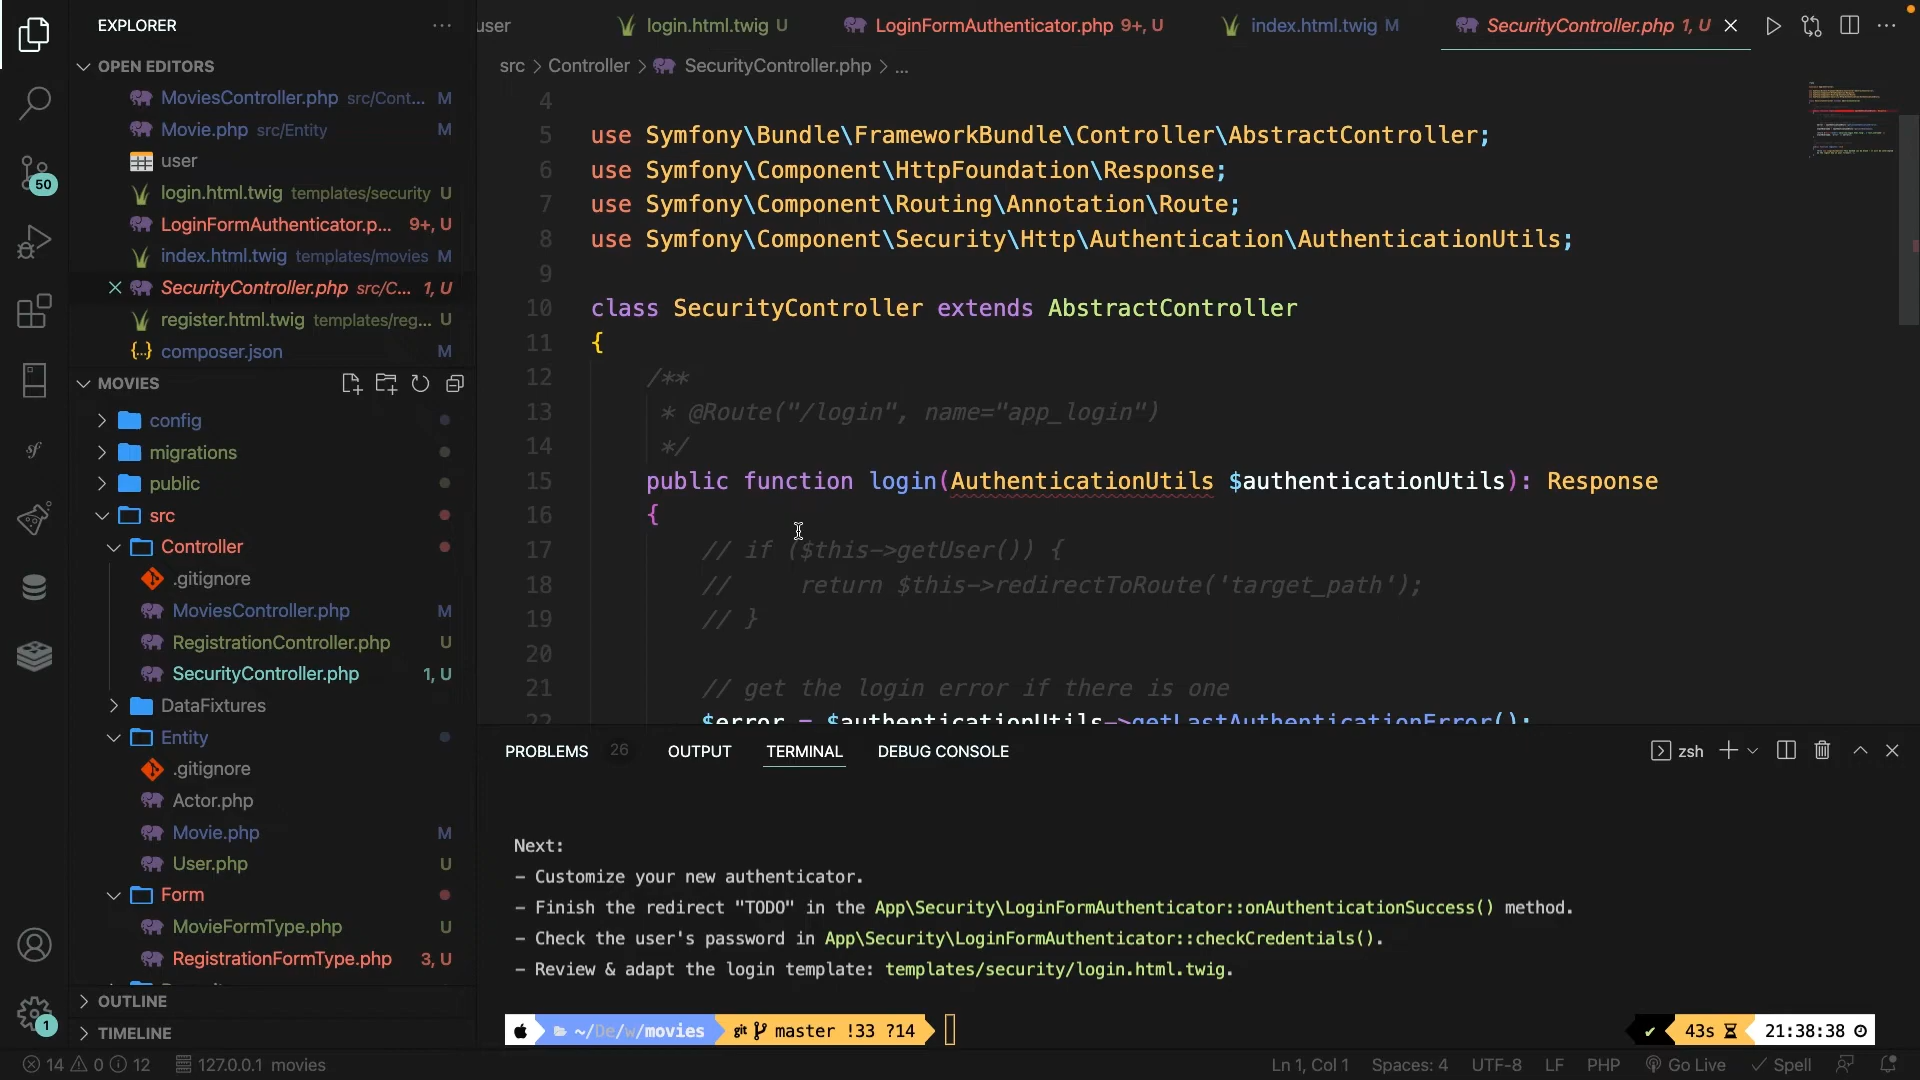 EXPLORER
user
login.html.twig U
LoginFormAuthenticator.php 9+, U
index.html.twig M
SecurityController.php 1, U
OPEN EDITORS
MoviesController.php src/Cont... M
Movie.php src/Entity M
user
login.html.twig templates/security U
LoginFormAuthenticator.p... 9+, U
index.html.twig templates/movies M
SecurityController.php src/C... 1, U
register.html.twig templates/reg... U
composer.json M
MOVIES
config
migrations
public
src
Controller
.gitignore
MoviesController.php M
RegistrationController.php U
SecurityController.php 1, U
DataFixtures
Entity
.gitignore
Actor.php
Movie.php M
User.php U
Form
MovieFormType.php U
RegistrationFormType.php 3, U
OUTLINE
TIMELINE
50
sf
1
src > Controller > SecurityController.php > ...
4
5 use Symfony\Bundle\FrameworkBundle\Controller\AbstractController;
6 use Symfony\Component\HttpFoundation\Response;
7 use Symfony\Component\Routing\Annotation\Route;
8 use Symfony\Component\Security\Http\Authentication\AuthenticationUtils;
9
10 class SecurityController extends AbstractController
11 {
12 /**
13 * @Route("/login", name="app_login")
14 */
15 public function login(AuthenticationUtils $authenticationUtils): Response
16 {
17 // if ($this->getUser()) {
18 // return $this->redirectToRoute('target_path');
19 // }
20
21 // get the login error if there is one
22 $error = $authenticationUtils->getLastAuthenticationError();
PROBLEMS 26 OUTPUT TERMINAL DEBUG CONSOLE
zsh
Next:
- Customize your new authenticator.
- Finish the redirect "TODO" in the App\Security\LoginFormAuthenticator::onAuthenticationSuccess() method.
- Check the user's password in App\Security\LoginFormAuthenticator::checkCredentials().
- Review & adapt the login template: templates/security/login.html.twig.
~/De/w/movies git master !33 ?14
✔ 43s 21:38:38
14 0 12 127.0.0.1 movies
Ln 1, Col 1 Spaces: 4 UTF-8 LF PHP Go Live Spell